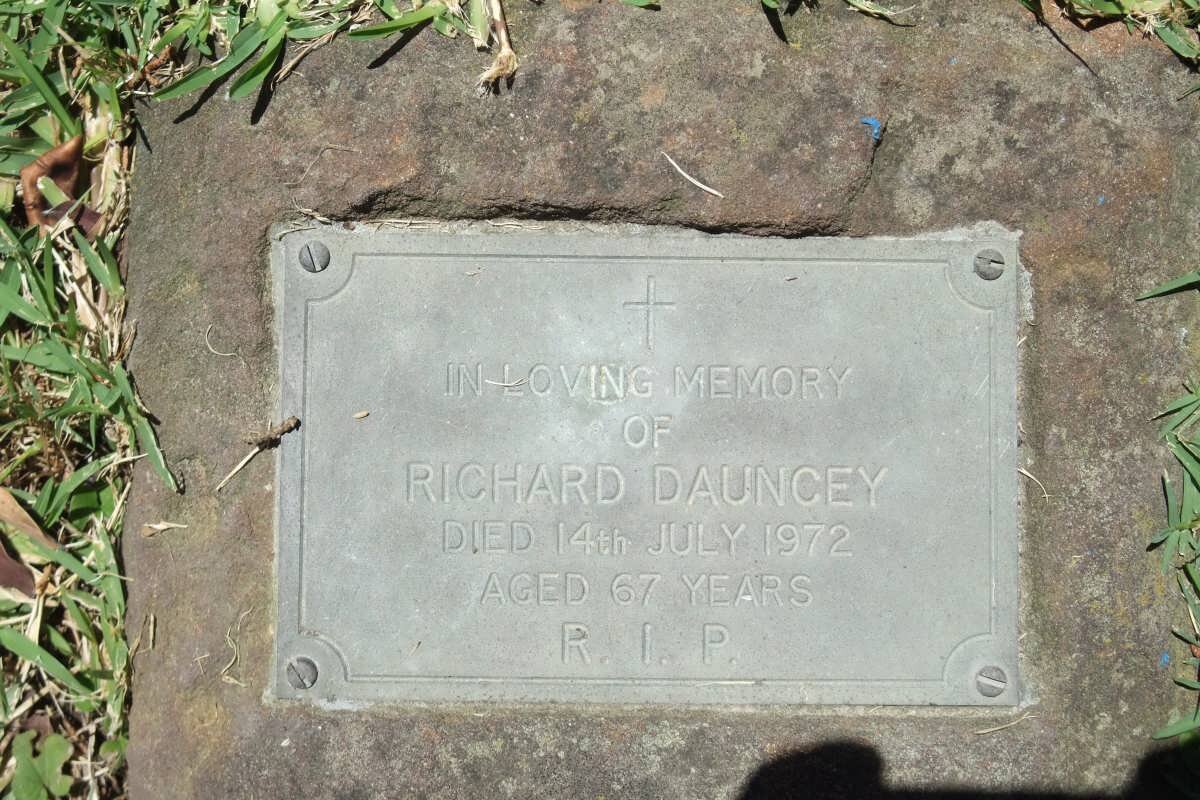 IN LOVING MEMORY
OF
RICHARD DAUNCEY
DIED 14th JULY 1972
AGED 67 YEARS
R. I. P.